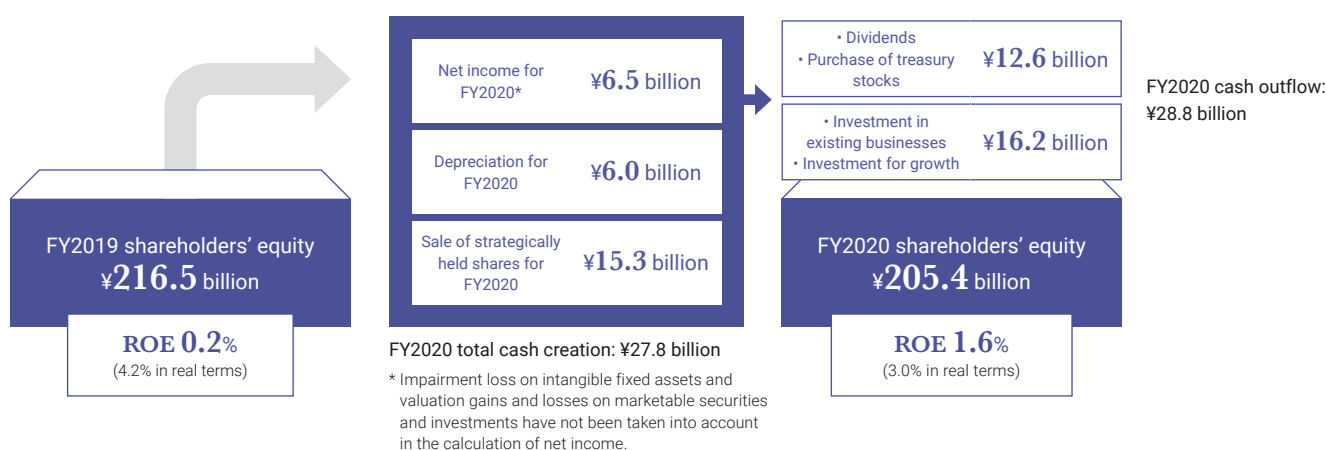 FY2019 shareholders’ equity
¥216.5 billion
ROE 0.2%
(4.2% in real terms)
Net income for
FY2020*
¥6.5 billion
Depreciation for
FY2020
¥6.0 billion
Sale of strategically
held shares for
FY2020
¥15.3 billion
FY2020 total cash creation: ¥27.8 billion
* Impairment loss on intangible fixed assets and
valuation gains and losses on marketable securities
and investments have not been taken into account
in the calculation of net income.
• Dividends
• Purchase of treasury
stocks
¥12.6 billion
• Investment in
existing businesses
• Investment for growth
¥16.2 billion
FY2020 shareholders’ equity
¥205.4 billion
ROE 1.6%
(3.0% in real terms)
FY2020 cash outflow:
¥28.8 billion